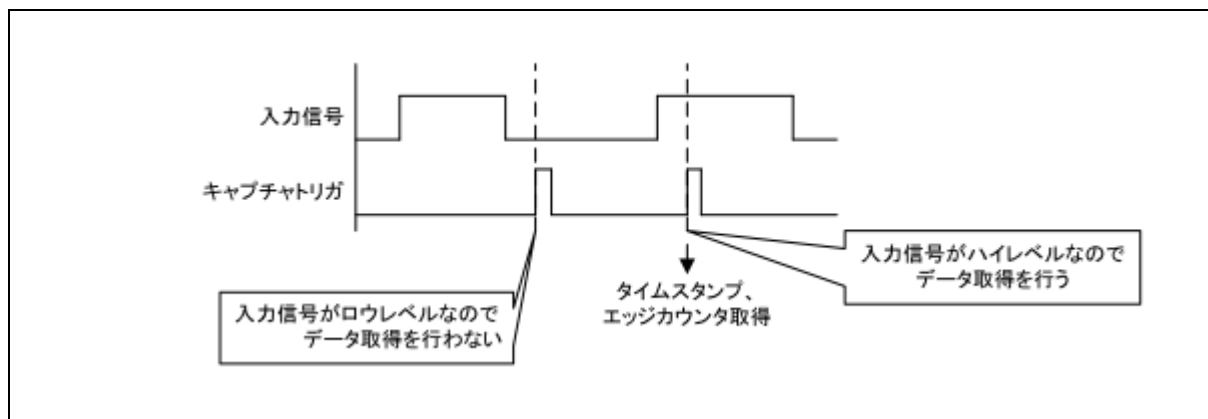 入力信号
キャプチャトリガ
入力信号がハイレベルなので
データ取得を行う
タイムスタンプ、
エッジカウンタ取得
入力信号がロウレベルなので
データ取得を行わない